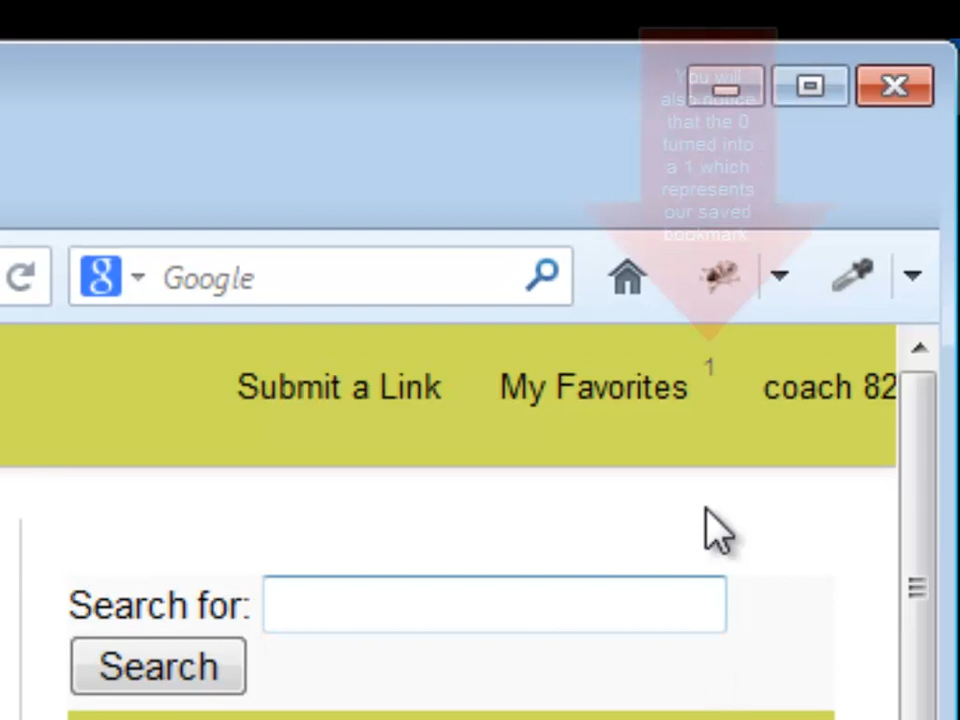 You will
also notice
that the 0
turned into
a 1 which
represents
our saved
bookmark
8 Google
Submit a Link My Favorites 1 coach 82
Search for:
Search